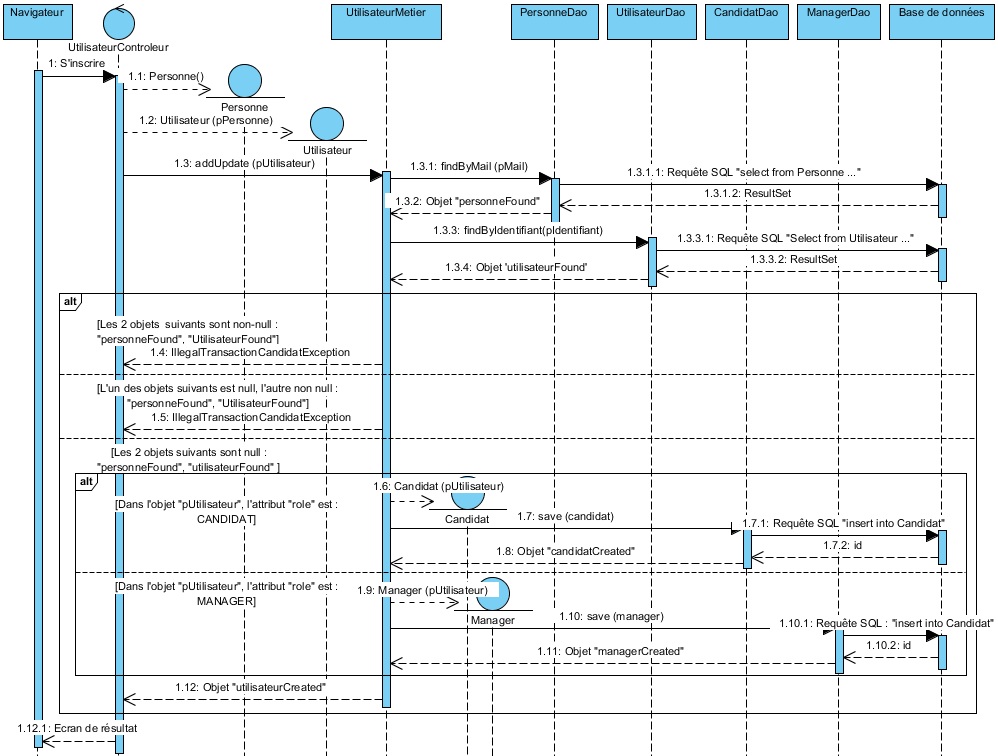 Navigateur
UtilisateurControleur
UtilisateurMetier
PersonneDao
UtilisateurDao
CandidatDao
ManagerDao
Base de données
1: S'inscrire
1.1: Personne()
Personne
1.2: Utilisateur (pPersonne)
Utilisateur
1.3: addUpdate (pUtilisateur)
1.3.1: findByMail (pMail)
1.3.1.1: Requête SQL "select from Personne ..."
1.3.1.2: ResultSet
1.3.2: Objet "personneFound"
1.3.3: findByIdentifiant(pIdentifiant)
1.3.3.1: Requête SQL "Select from Utilisateur ..."
1.3.3.2: ResultSet
1.3.4: Objet 'utilisateurFound'
alt
[Les 2 objets suivants sont non-null :
"personneFound", "UtilisateurFound"]
1.4: IllegalTransactionCandidatException
[L'un des objets suivants est null, l'autre non null :
"personneFound", "UtilisateurFound"]
1.5: IllegalTransactionCandidatException
[Les 2 objets suivants sont null :
"personneFound", "utilisateurFound" ]
alt
1.6: Candidat (pUtilisateur)
[Dans l'objet "pUtilisateur", l'attribut "role" est :
CANDIDAT]
Candidat
1.7: save (candidat)
1.7.1: Requête SQL "insert into Candidat"
1.7.2: id
1.8: Objet "candidatCreated"
[Dans l'objet "pUtilisateur", l'attribut "role" est :
MANAGER]
1.9: Manager (pUtilisateur)
Manager
1.10: save (manager)
1.10.1: Requête SQL : "insert into Candidat"
1.10.2: id
1.11: Objet "managerCreated"
1.12: Objet "utilisateurCreated"
1.12.1: Ecran de résultat